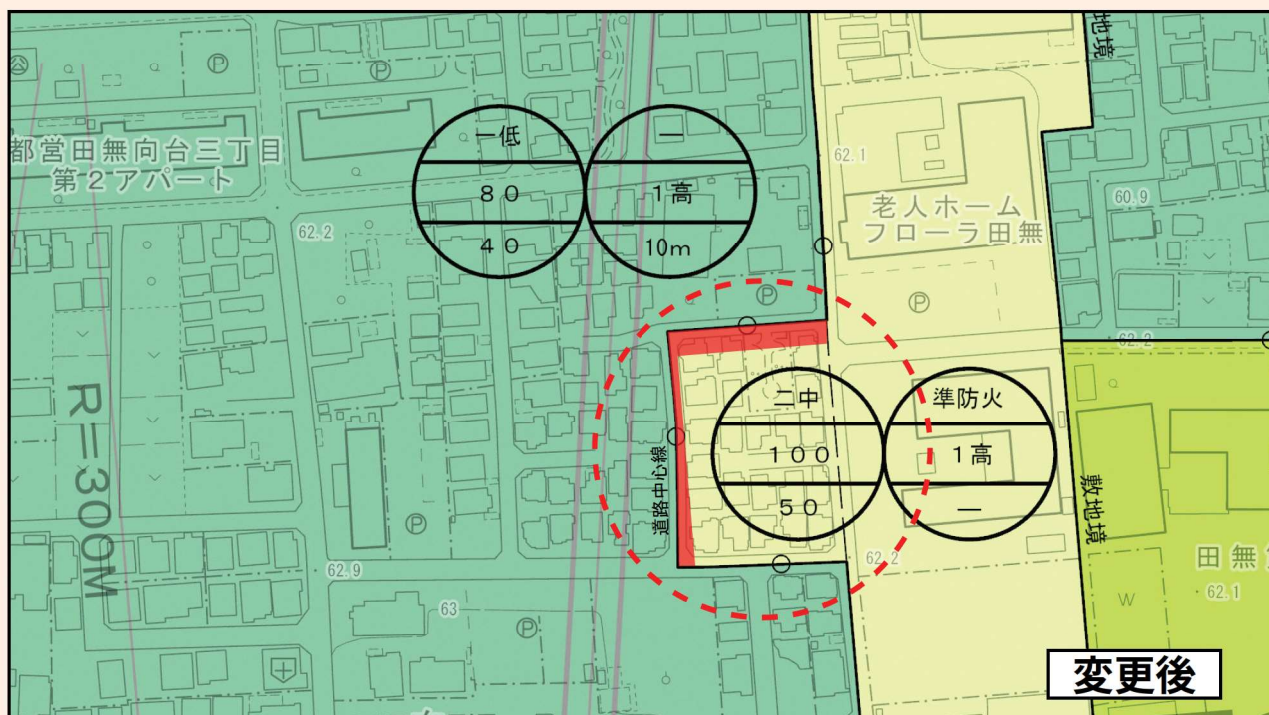 地境
一低
80
40
一
1高
10m
都営田無向台三丁目
第2アパート
P
P
62.1
60.9
62.2
老人ホーム
フローラ田無
P
P
62.2
R=300M
道路中心線
二中
100
50
準防火
1高
—
敷地境
P
62.9
62.2
田無
62.1
W
63
P
変更後